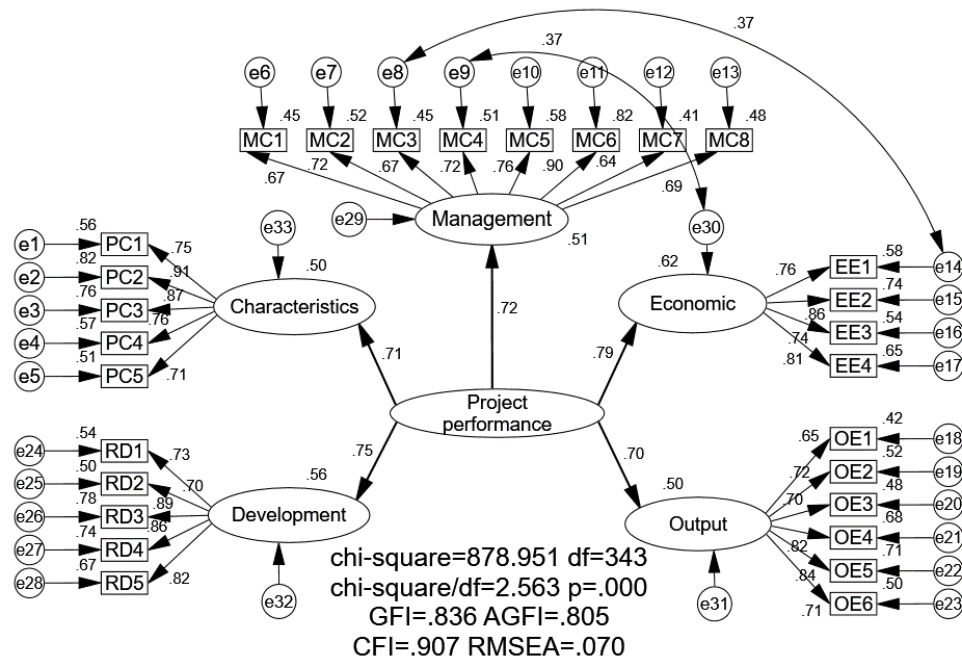 .37
.37
e6 e7 e8 e9 e10 e11 e12 e13
.45 .52 .45 .51 .58 .82 .41 .48
MC1 MC2 MC3 MC4 MC5 MC6 MC7 MC8
.67 .72 .67 .72 .76 .90 .64 .69
e29 Management .51
e33 .50
Characteristics
e1 .56 PC1 .75
e2 .82 PC2 .91
e3 .76 PC3 .87
e4 .57 PC4 .76
e5 .51 PC5 .71
e30
.62
Economic
.76 EE1 .58 e14
.86 EE2 .74 e15
.74 EE3 .54 e16
.81 EE4 .65 e17
.72
.71
.79
Project
performance
.75
.70
e24 .54 RD1 .73
e25 .50 RD2 .70
e26 .78 RD3 .89
e27 .74 RD4 .86
e28 .67 RD5 .82
.56
Development
e32
.50
Output
e31
.65 OE1 .42 e18
.72 OE2 .52 e19
.70 OE3 .48 e20
.82 OE4 .68 e21
.84 OE5 .71 e22
.71 OE6 .50 e23
chi-square=878.951 df=343
chi-square/df=2.563 p=.000
GFI=.836 AGFI=.805
CFI=.907 RMSEA=.070